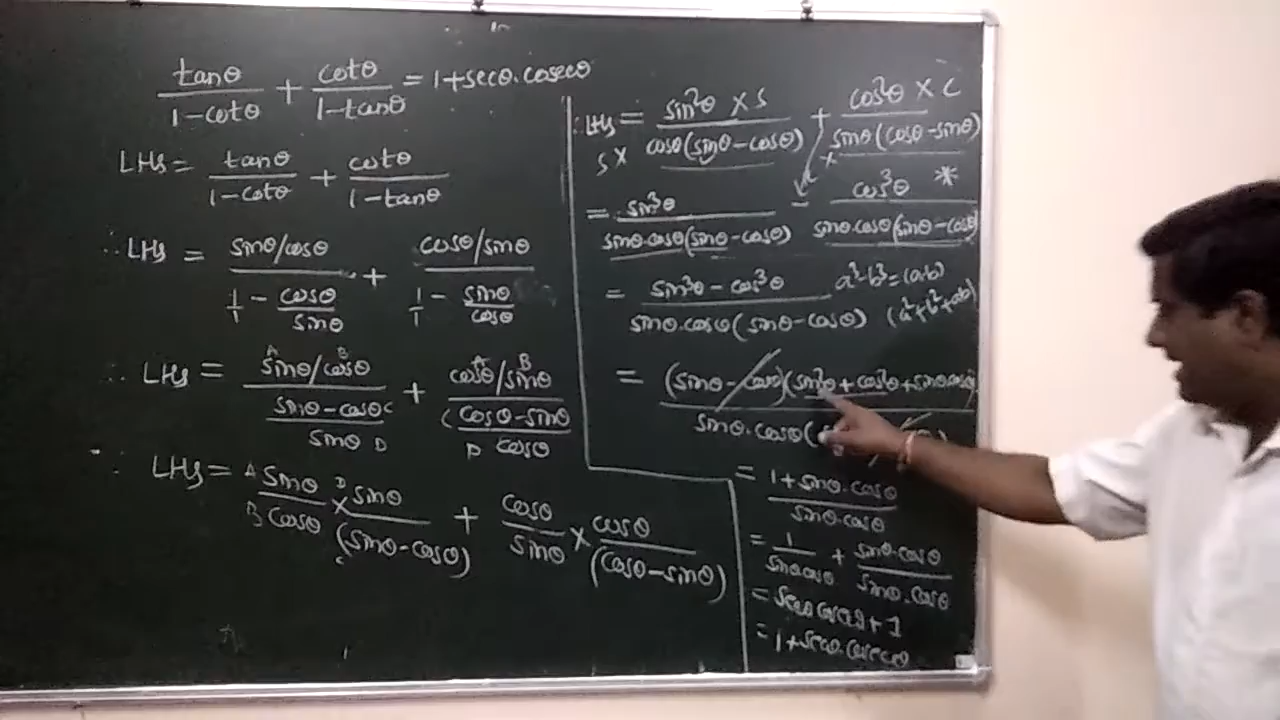 tanθ/1-cotθ + cotθ/1-tanθ = 1+secθ.cosecθ
LHS = tanθ/1-cotθ + cotθ/1-tanθ
∴ LHS = sinθ/cosθ / 1/1 - cosθ/sinθ + cosθ/sinθ / 1/1 - sinθ/cosθ
∴ LHS = A sinθ / B cosθ / sinθ-cosθ C / sinθ D + A cosθ / B sinθ / C (cosθ-sinθ / D cosθ
∴ LHS = A sinθ / B cosθ × D sinθ / C (sinθ-cosθ) + cosθ/sinθ × cosθ/(cosθ-sinθ)
∴ LHS = sin²θ × S / S × cosθ(sinθ-cosθ) + cos²θ × C / × sinθ(cosθ-sinθ)
= sin³θ / sinθ.cosθ(sinθ-cosθ) - cos³θ * / sinθ.cosθ(sinθ-cosθ)
= sin³θ - cos³θ / sinθ.cosθ(sinθ-cosθ) a³-b³=(a-b)
(a²+b²+ab)
= (sinθ-cosθ)(sin²θ+cos²θ+sinθcosθ) / sinθ.cosθ(
= 1+sinθ.cosθ / sinθ.cosθ
= 1/sinθcosθ + sinθ.cosθ/sinθ.cosθ
= secθcosecθ+1
= 1+secθ.cosecθ